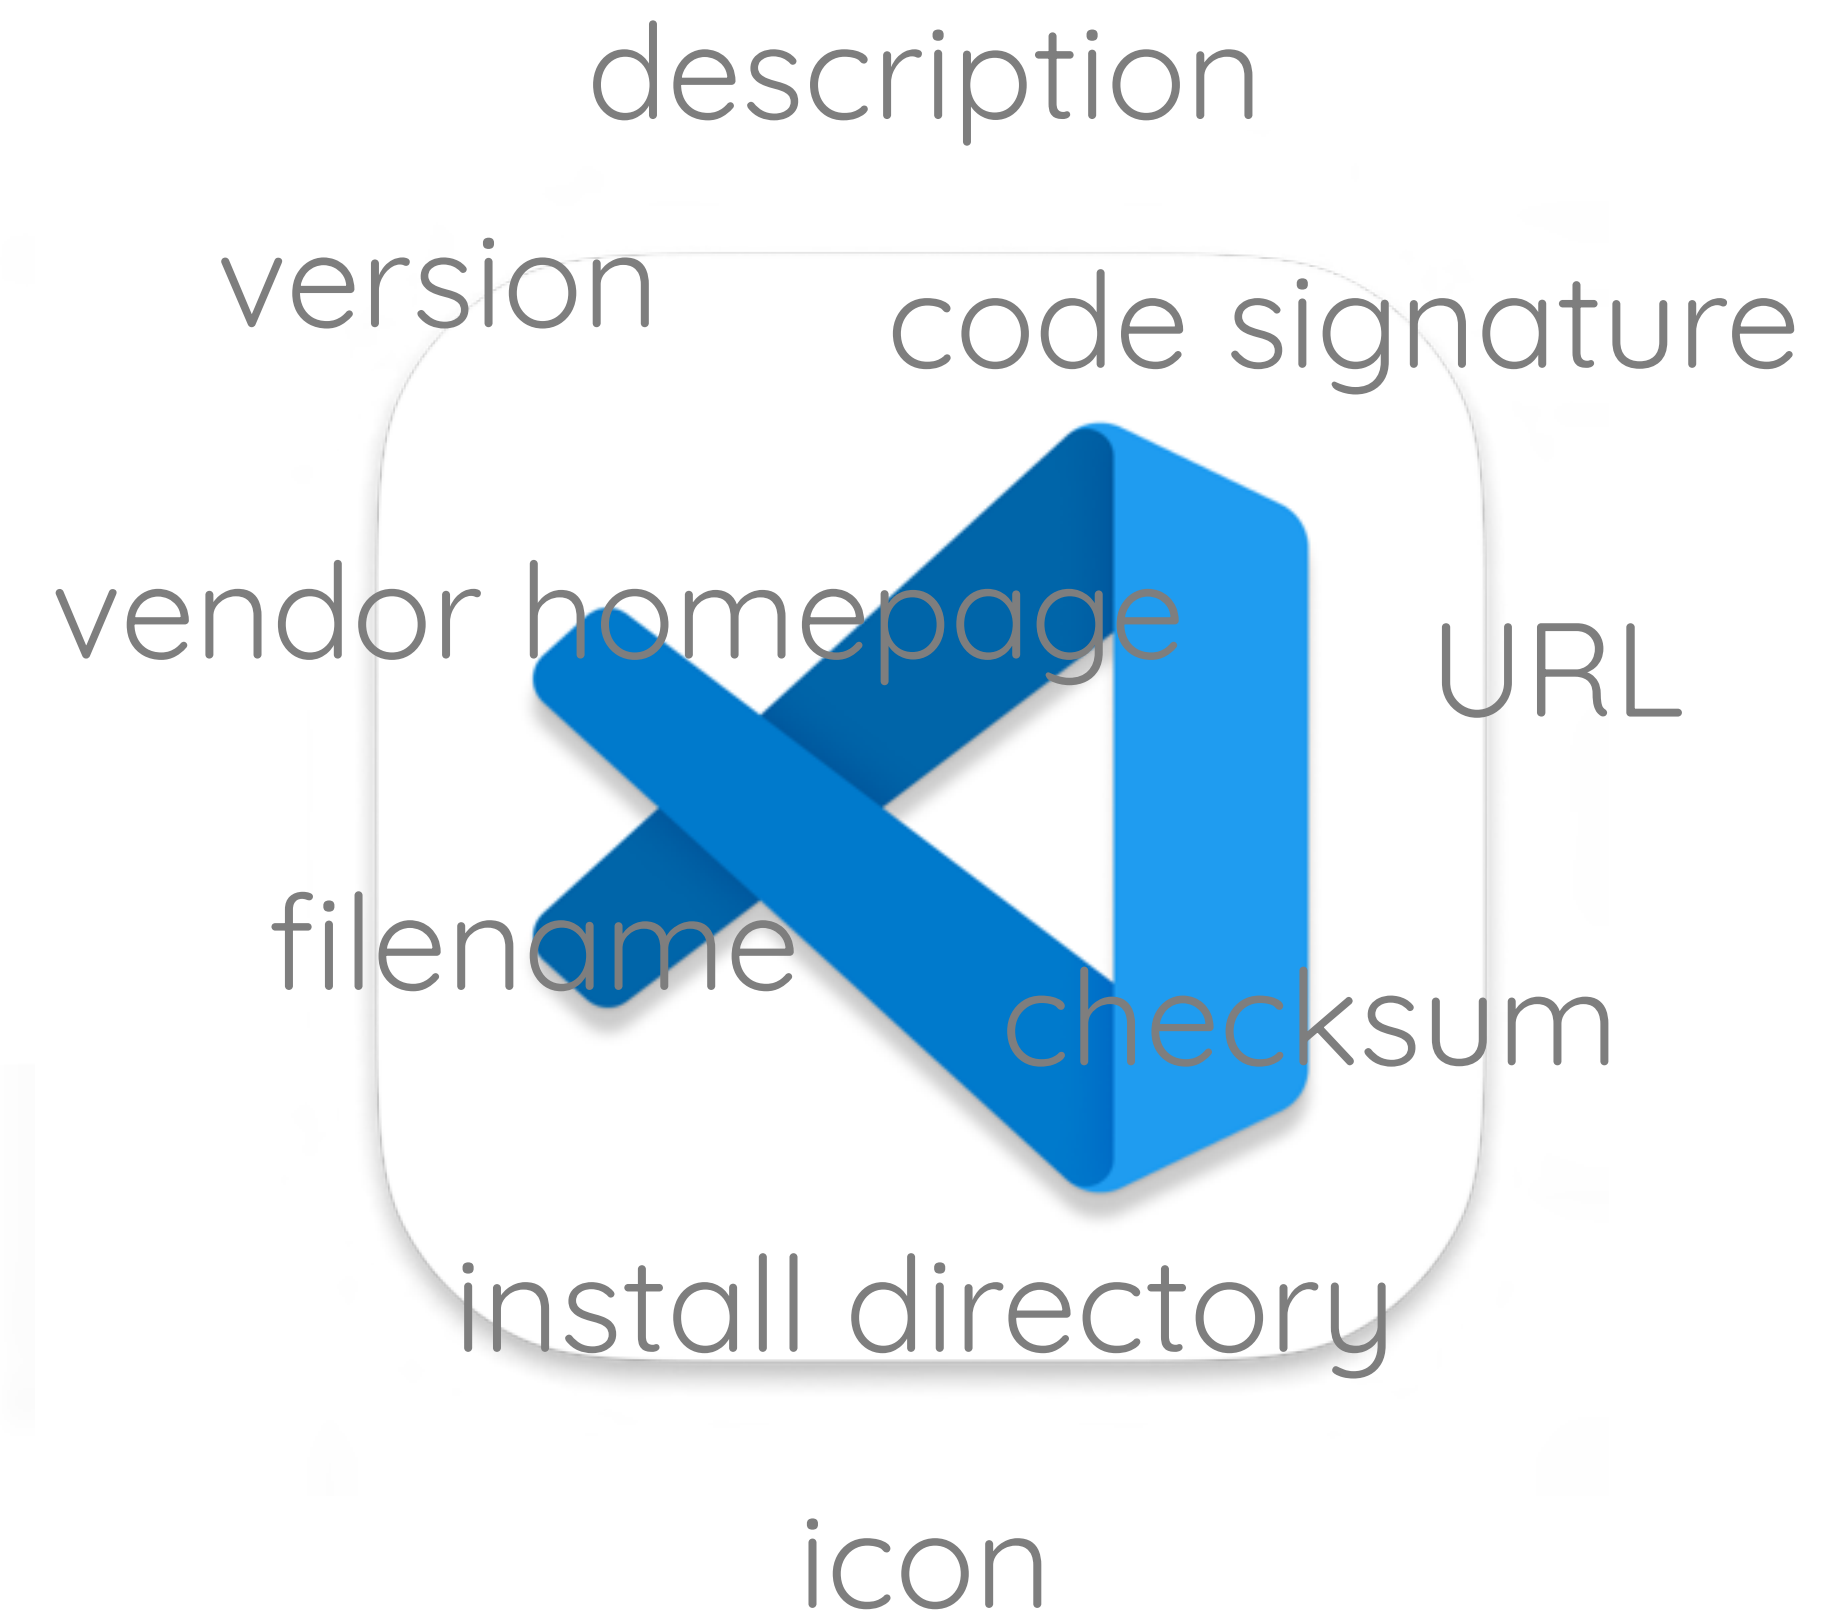 description
version
code signature
vendor homepage
URL
filename
checksum
install directory
icon